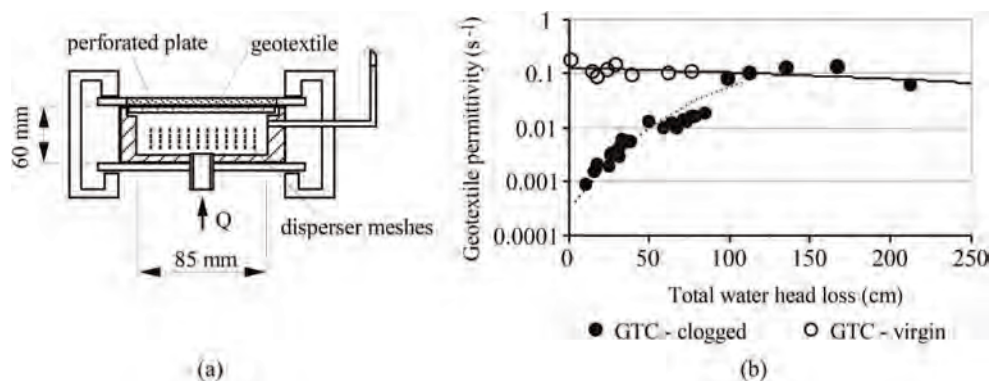 perforated plate
geotextile
60 mm
Q
disperser meshes
85 mm
(a)
Geotextile permittivity (s⁻¹)
1
0.1
0.01
0.001
0.0001
0 50 100 150 200 250
Total water head loss (cm)
GTC - clogged GTC - virgin
(b)